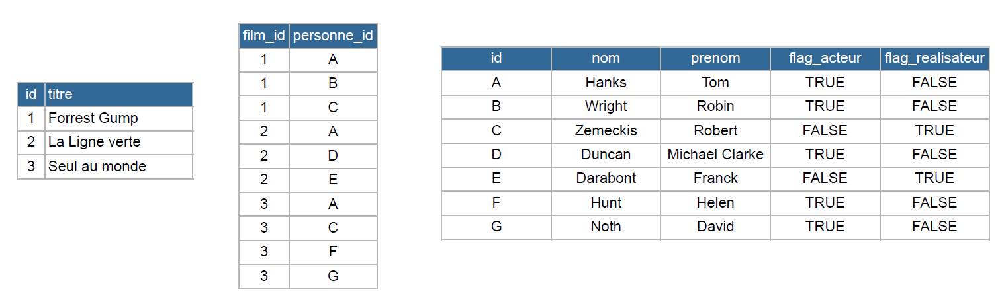 id titre
1 Forrest Gump
2 La Ligne verte
3 Seul au monde
film_id personne_id
1 A
1 B
1 C
2 A
2 D
2 E
3 A
3 C
3 F
3 G
id nom prenom flag_acteur flag_realisateur
A Hanks Tom TRUE FALSE
B Wright Robin TRUE FALSE
C Zemeckis Robert FALSE TRUE
D Duncan Michael Clarke TRUE FALSE
E Darabont Franck FALSE TRUE
F Hunt Helen TRUE FALSE
G Noth David TRUE FALSE